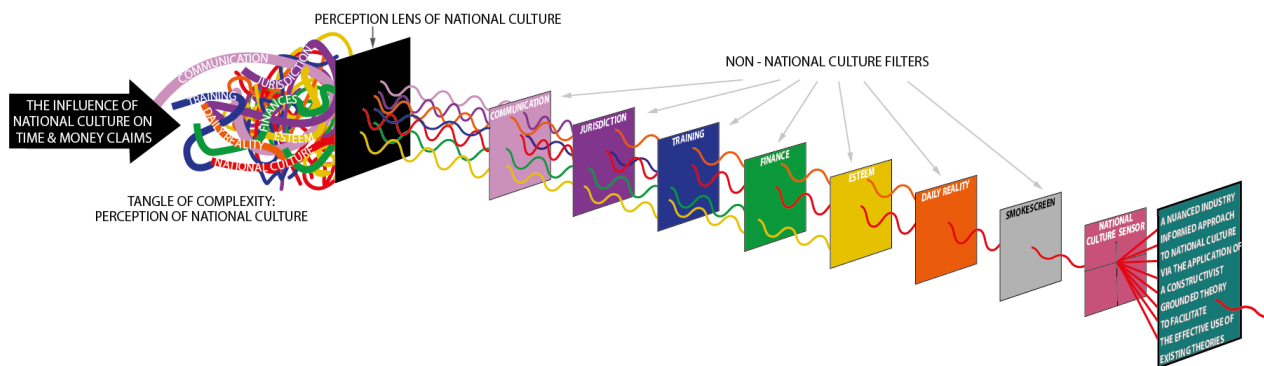 PERCEPTION LENS OF NATIONAL CULTURE
THE INFLUENCE OF
NATIONAL CULTURE ON
TIME & MONEY CLAIMS
COMMUNICATION
JURISDICTION
TRAINING
FINANCES
DAILY REALITY
ESTEEM
NATIONAL CULTURE
TANGLE OF COMPLEXITY:
PERCEPTION OF NATIONAL CULTURE
NON - NATIONAL CULTURE FILTERS
COMMUNICATION
JURISDICTION
TRAINING
FINANCE
ESTEEM
DAILY REALITY
SMOKESCREEN
NATIONAL
CULTURE SENSOR
A NUANCED INDUSTRY
INFORMED APPROACH
TO NATIONAL CULTURE
VIA THE APPLICATION OF
A CONSTRUCTIVIST
GROUNDED THEORY
TO FACILITATE
THE EFFECTIVE USE OF
EXISTING THEORIES